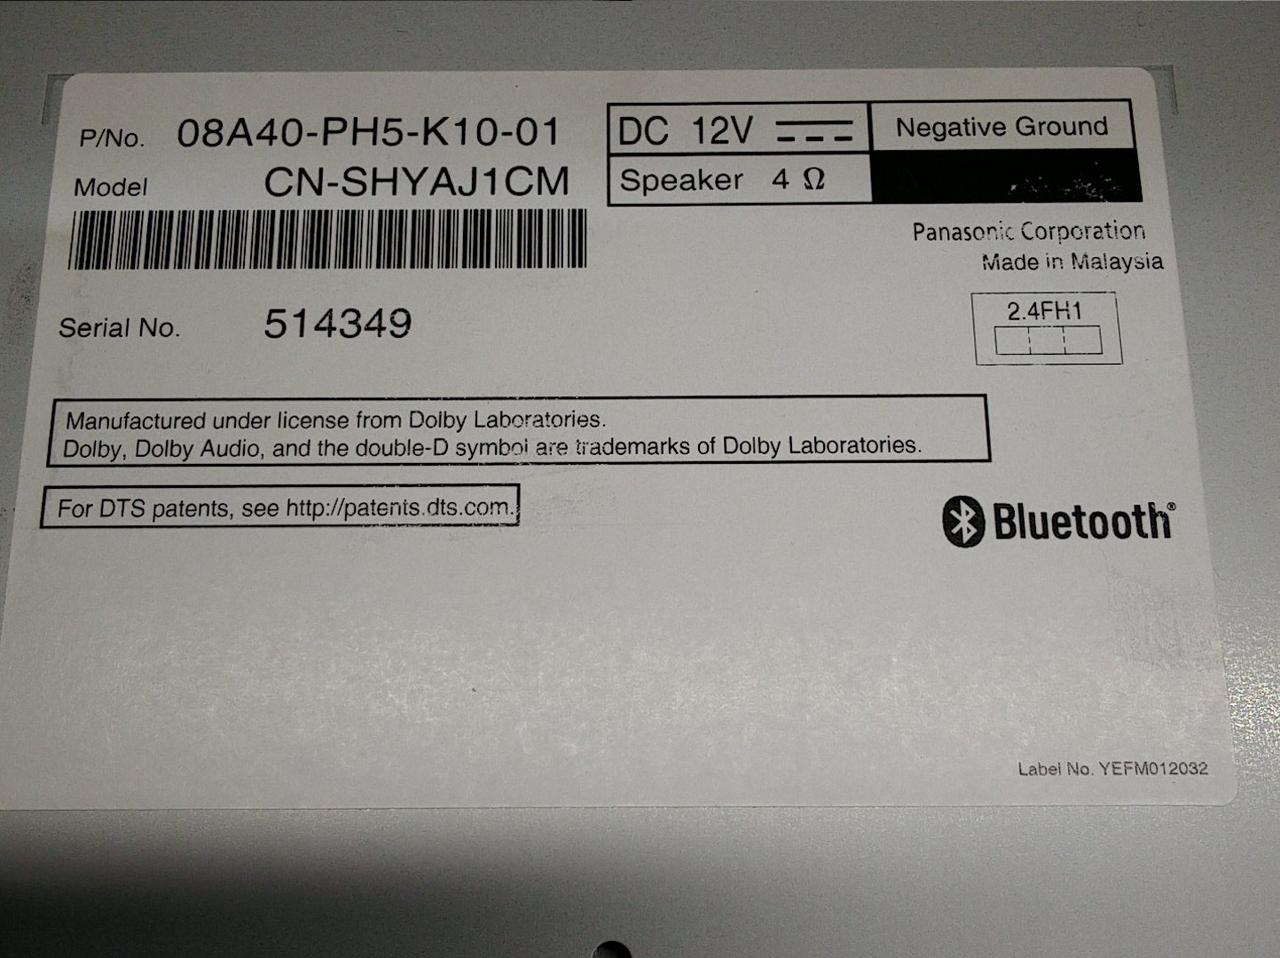 P/No. 08A40-PH5-K10-01
Model CN-SHYAJ1CM
DC 12V Negative Ground
Speaker 4 Ω
Panasonic Corporation
Made in Malaysia
Serial No. 514349
2.4FH1
Manufactured under license from Dolby Laboratories.
Dolby, Dolby Audio, and the double-D symbol are trademarks of Dolby Laboratories.
For DTS patents, see http://patents.dts.com.
Bluetooth®
Label No. YEFM012032